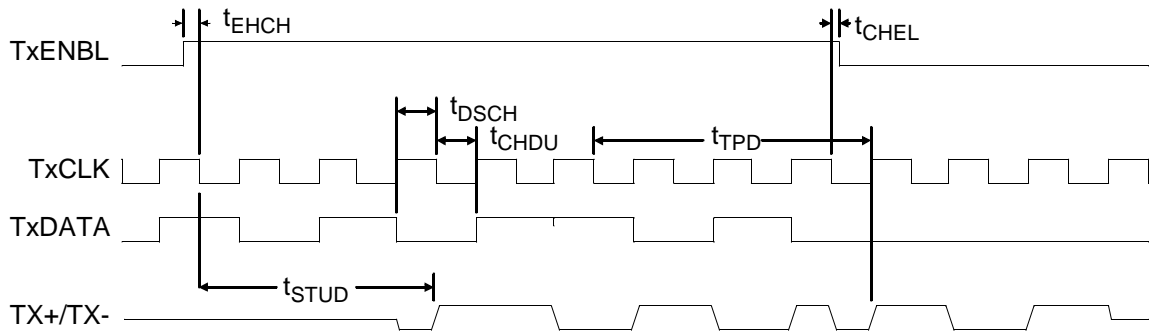 tEHCH
TxENBL
tCHEL
tDSCH
tCHDU
tTPD
TxCLK
TxDATA
tSTUD
TX+/TX-